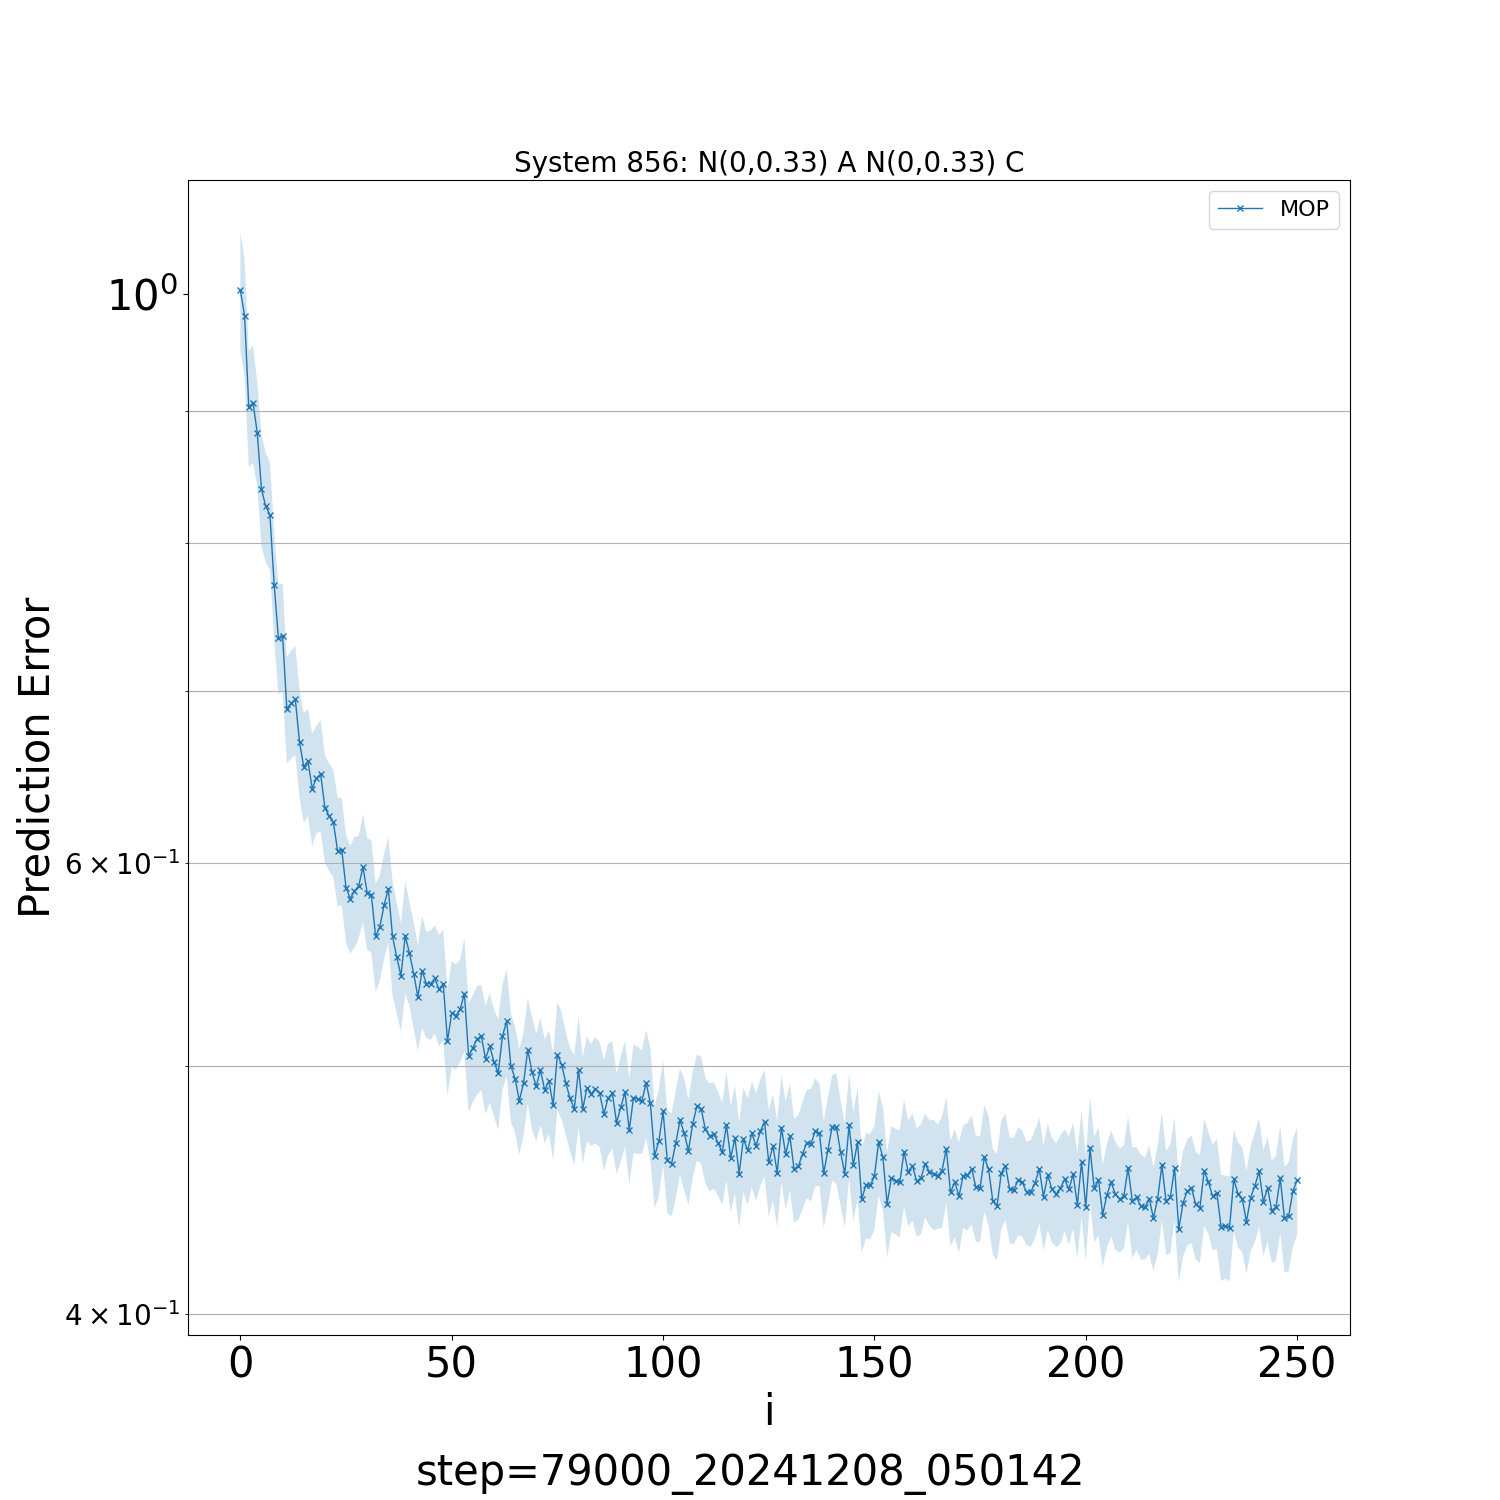 System 856: N(0,0.33) A N(0,0.33) C
MOP
10⁰
6 × 10⁻¹
4 × 10⁻¹
Prediction Error
0 50 100 150 200 250
i
step=79000_20241208_050142